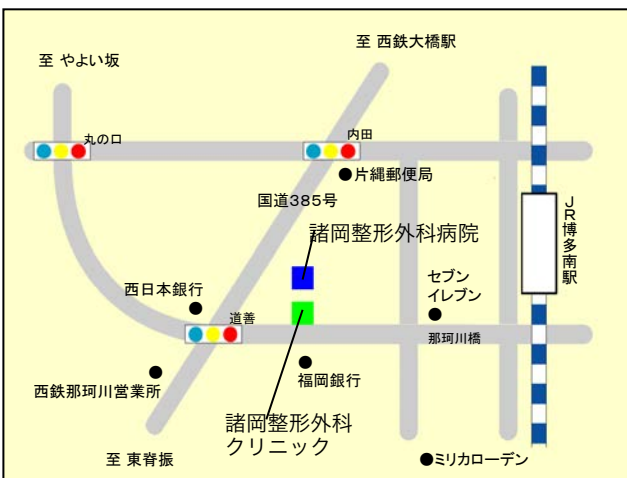 至 西鉄大橋駅
至 やよい坂
丸の口
内田
片縄郵便局
国道385号
JR博多南駅
諸岡整形外科病院
セブン
イレブン
西日本銀行
道善
那珂川橋
西鉄那珂川営業所
福岡銀行
諸岡整形外科
クリニック
至 東脊振
ミリカローデン